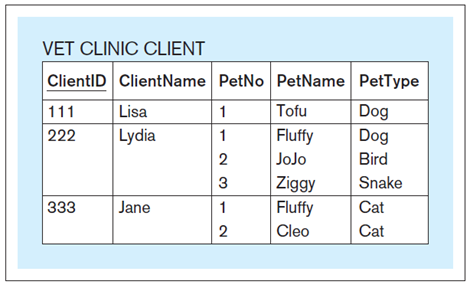 VET CLINIC CLIENT
ClientID ClientName PetNo PetName PetType
111 Lisa 1 Tofu Dog
222 Lydia 1 Fluffy Dog
2 JoJo Bird
3 Ziggy Snake
333 Jane 1 Fluffy Cat
2 Cleo Cat